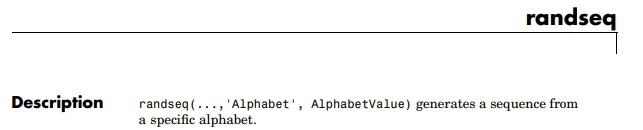 randseq
Description
randseq(...,'Alphabet', AlphabetValue) generates a sequence from
a specific alphabet.